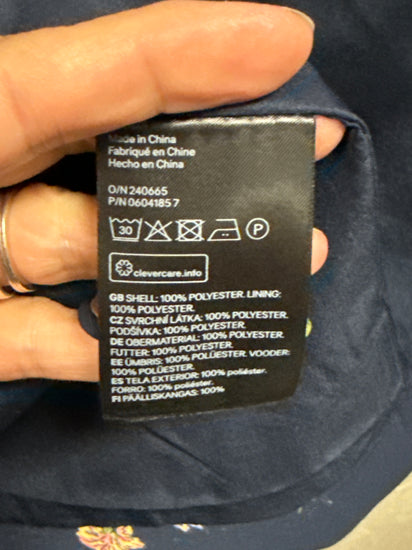 Made in China
Fabriqué en Chine
Hecho en China
O/N 240665
P/N 0604185 7
30
P
clevercare.info
GB SHELL: 100% POLYESTER. LINING:
100% POLYESTER.
CZ SVRCHNÍ LÁTKA: 100% POLYESTER.
PODŠÍVKA: 100% POLYESTER.
DE OBERMATERIAL: 100% POLYESTER.
FUTTER: 100% POLYESTER.
EE ÜMBRIS: 100% POLÜESTER. VOODER:
100% POLÜESTER.
ES TELA EXTERIOR: 100% poliéster.
FORRO: 100% poliéster.
FI PÄÄLLISKANGAS: 100%